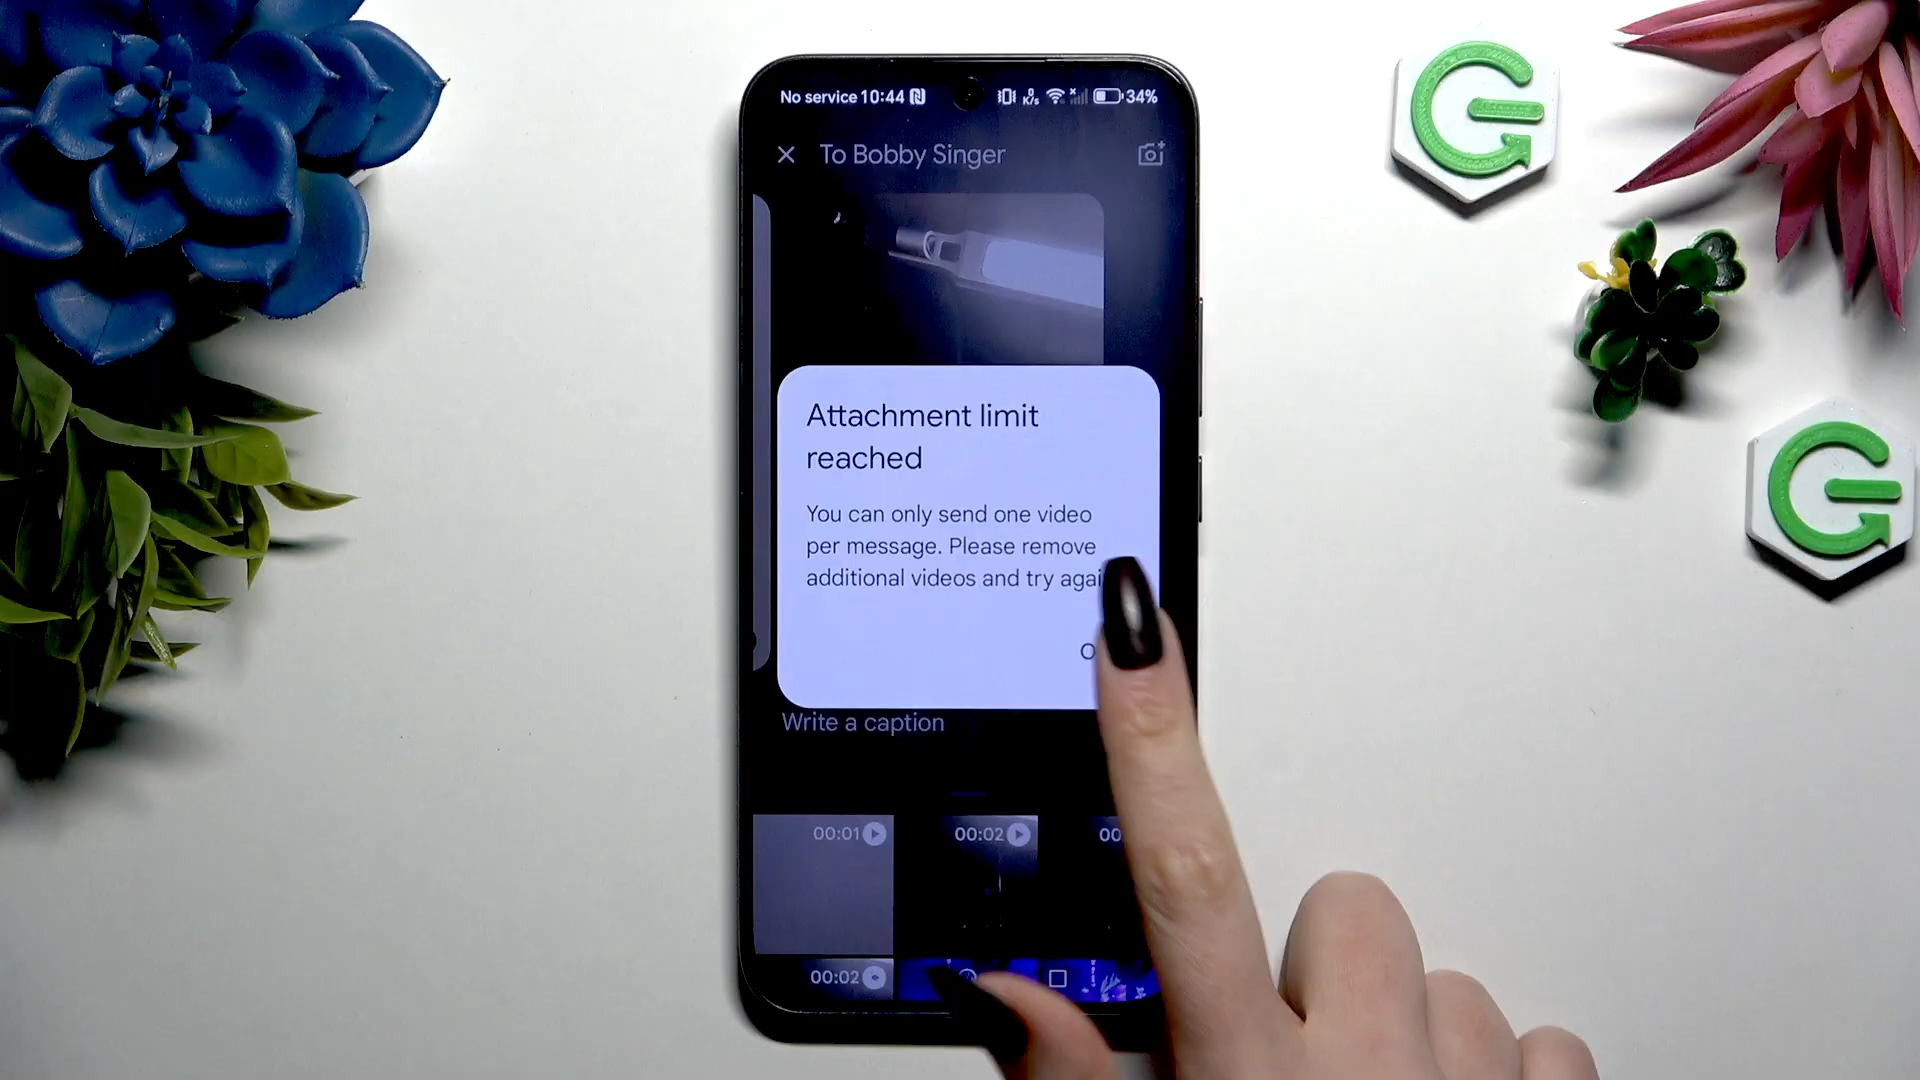 No service 10:44 34%
K/s
To Bobby Singer
Attachment limit
reached
You can only send one video
per message. Please remove
additional videos and try
Write a caption
00:01 00:02
00:02